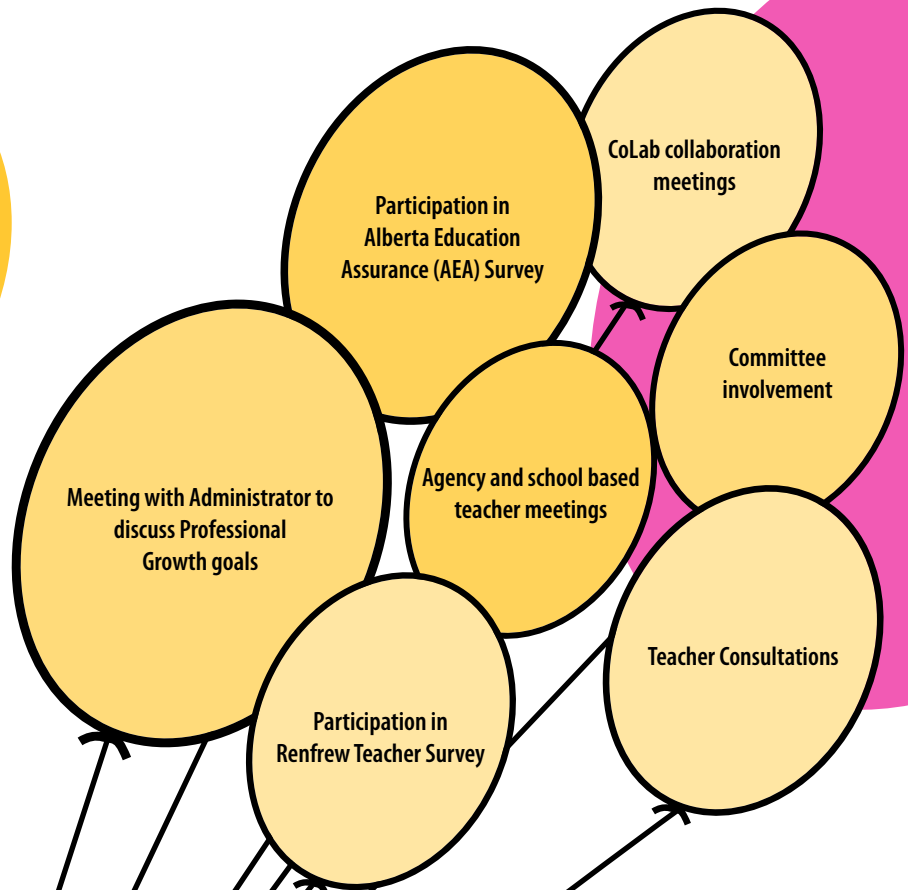 CoLab collaboration
meetings
Participation in
Alberta Education
Assurance (AEA) Survey
Committee
involvement
Agency and school based
teacher meetings
Meeting with Administrator to
discuss Professional
Growth goals
Teacher Consultations
Participation in
Renfrew Teacher Survey